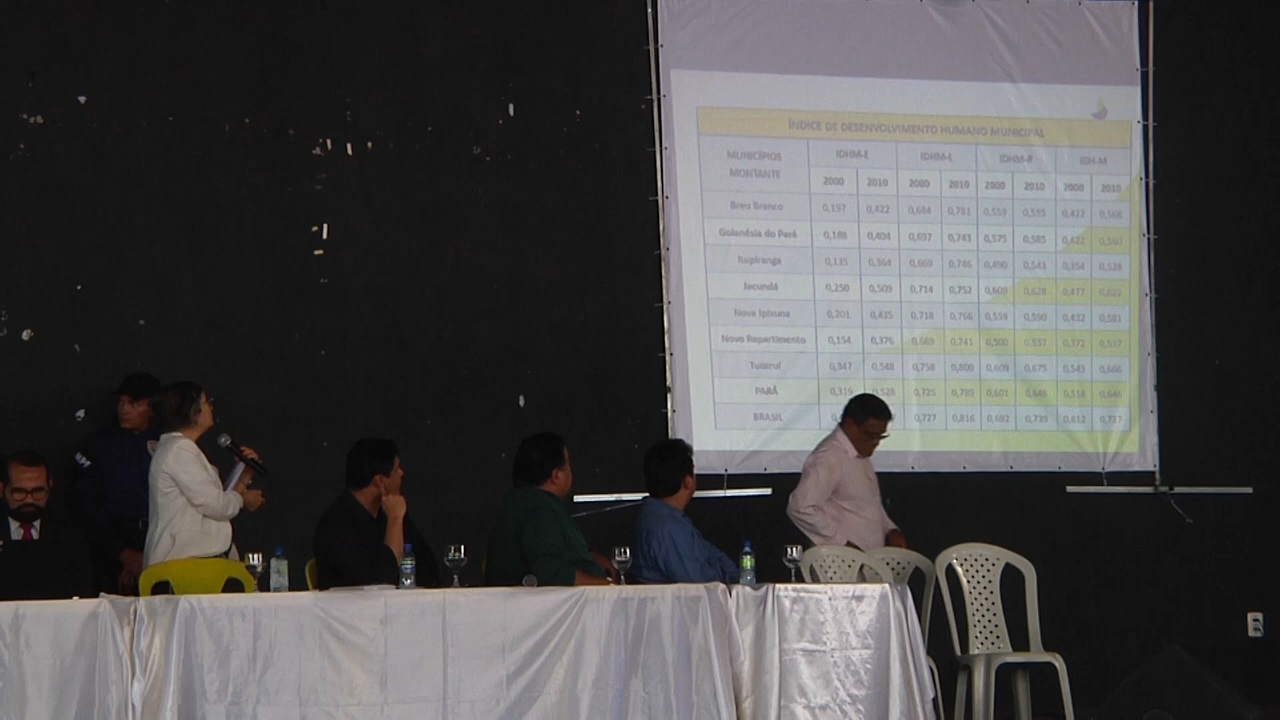 ÍNDICE DE DESENVOLVIMENTO HUMANO MUNICIPAL
MUNICÍPIOS MONTANTE IDHM-E IDHM-L IDHM-R IDH-M
2000 2010 2000 2010 2000 2010 2000 2010
Breu Branco 0,197 0,422 0,684 0,781 0,559 0,555 0,422 0,568
Goianésia do Pará 0,188 0,404 0,697 0,743 0,575 0,585 0,422 0,560
Itupiranga 0,135 0,364 0,669 0,746 0,490 0,543 0,354 0,528
Jacundá 0,250 0,509 0,714 0,752 0,609 0,628 0,477 0,622
Nova Ipixuna 0,201 0,435 0,718 0,766 0,559 0,590 0,432 0,581
Novo Repartimento 0,154 0,376 0,669 0,741 0,500 0,557 0,372 0,537
Tucuruí 0,347 0,548 0,758 0,800 0,609 0,675 0,543 0,666
PARÁ 0,319 0,528 0,725 0,789 0,601 0,646 0,518 0,646
BRASIL 0,727 0,816 0,692 0,739 0,612 0,727